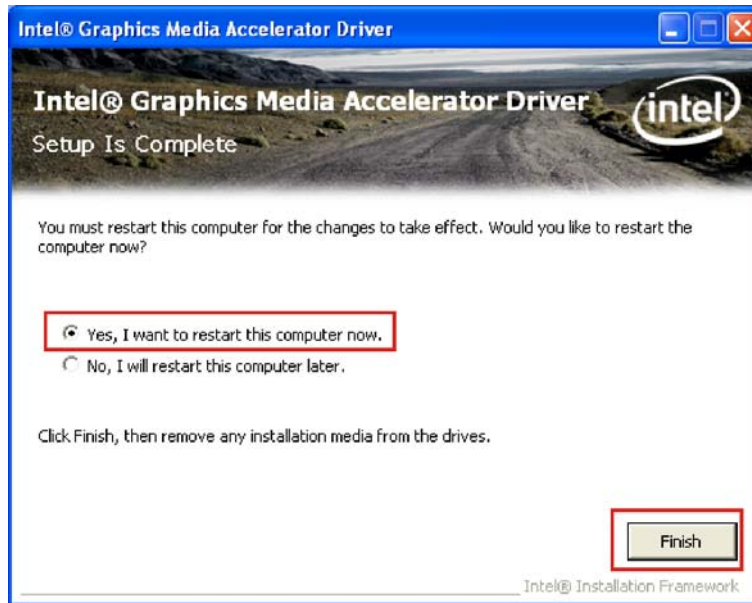 Intel® Graphics Media Accelerator Driver
Intel® Graphics Media Accelerator Driver
intel
Setup Is Complete
You must restart this computer for the changes to take effect. Would you like to restart the
computer now?
Yes, I want to restart this computer now.
No, I will restart this computer later.
Click Finish, then remove any installation media from the drives.
Finish
Intel® Installation Framework